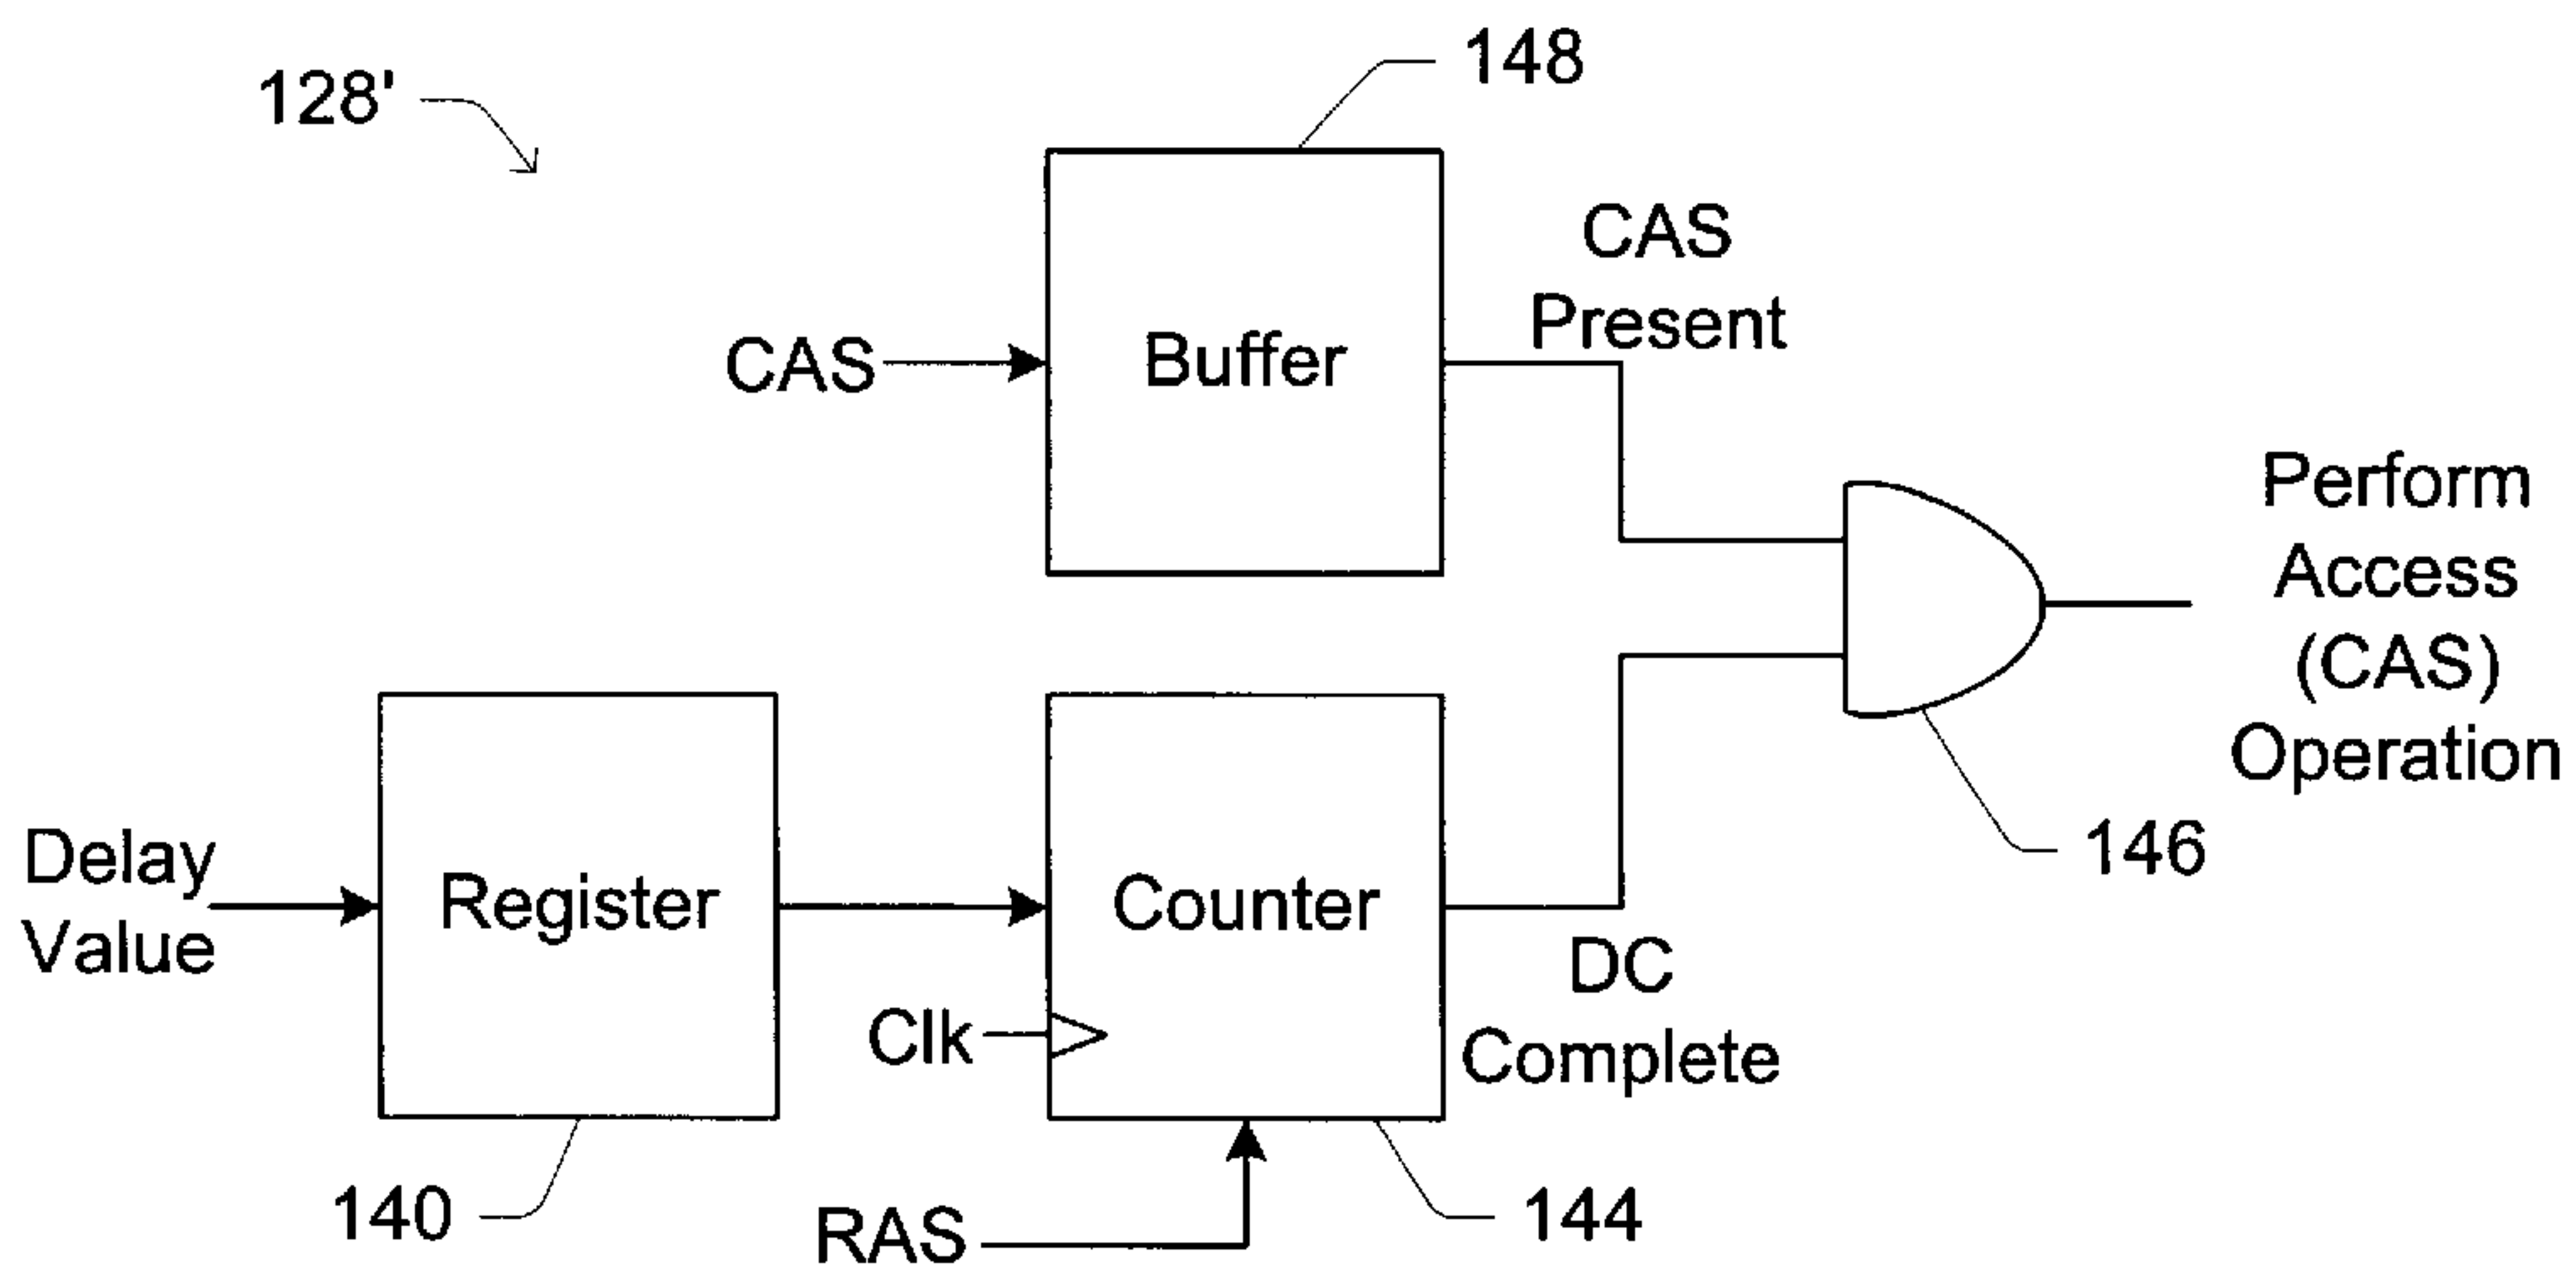 128'
148
CAS
Present
CAS
Buffer
Perform
Access
(CAS)
Operation
146
Delay
Value
Register
Counter
Clk
DC
Complete
140
RAS
144